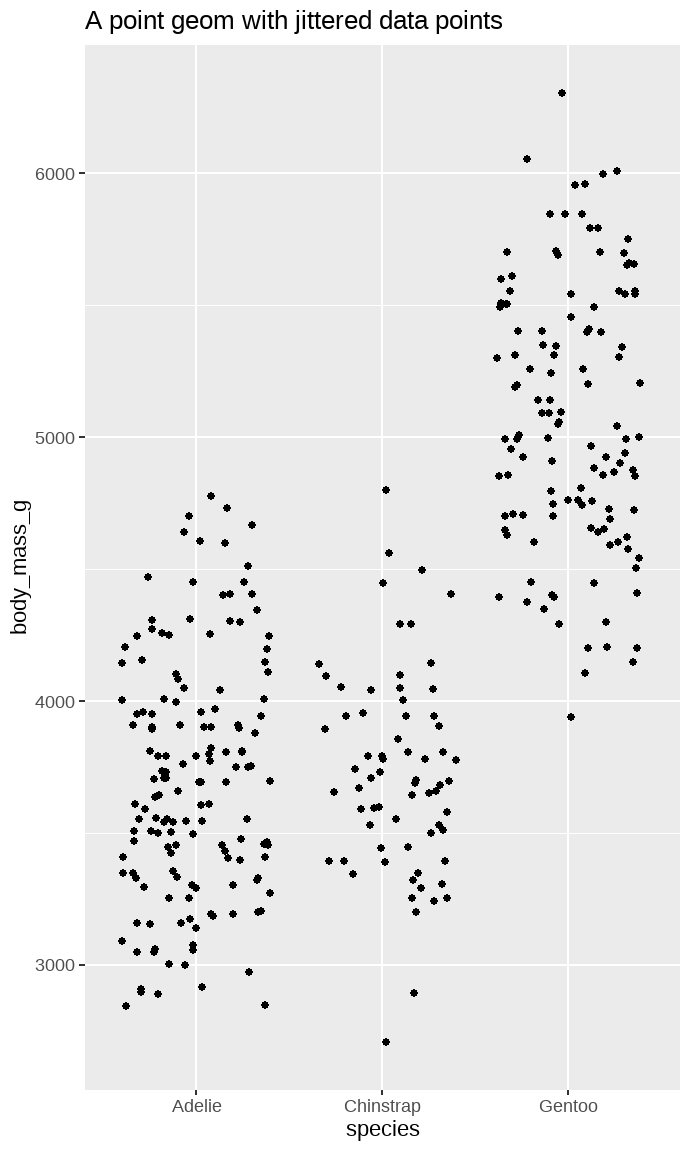 A point geom with jittered data points
body_mass_g
6000
5000
4000
3000
Adelie
Chinstrap
Gentoo
species